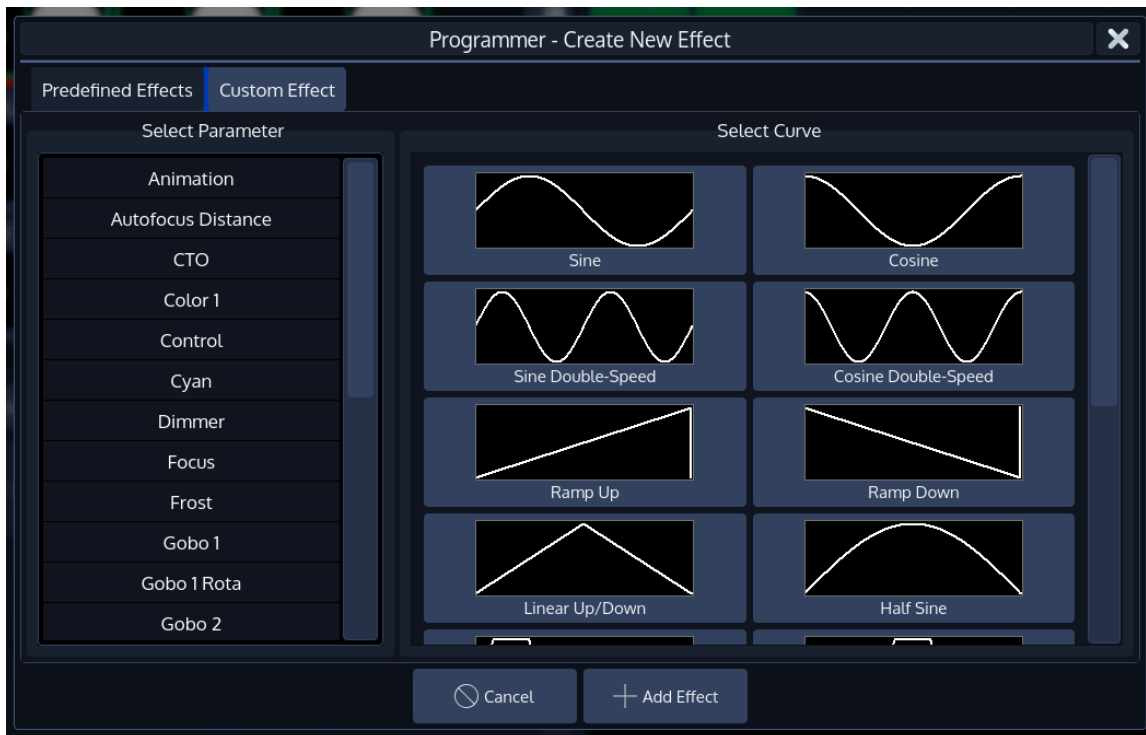 Programmer - Create New Effect
Predefined Effects
Custom Effect
Select Parameter
Animation
Autofocus Distance
CTO
Color 1
Control
Cyan
Dimmer
Focus
Frost
Gobo 1
Gobo 1 Rota
Gobo 2
Select Curve
Sine
Cosine
Sine Double-Speed
Cosine Double-Speed
Ramp Up
Ramp Down
Linear Up/Down
Half Sine
Cancel
Add Effect